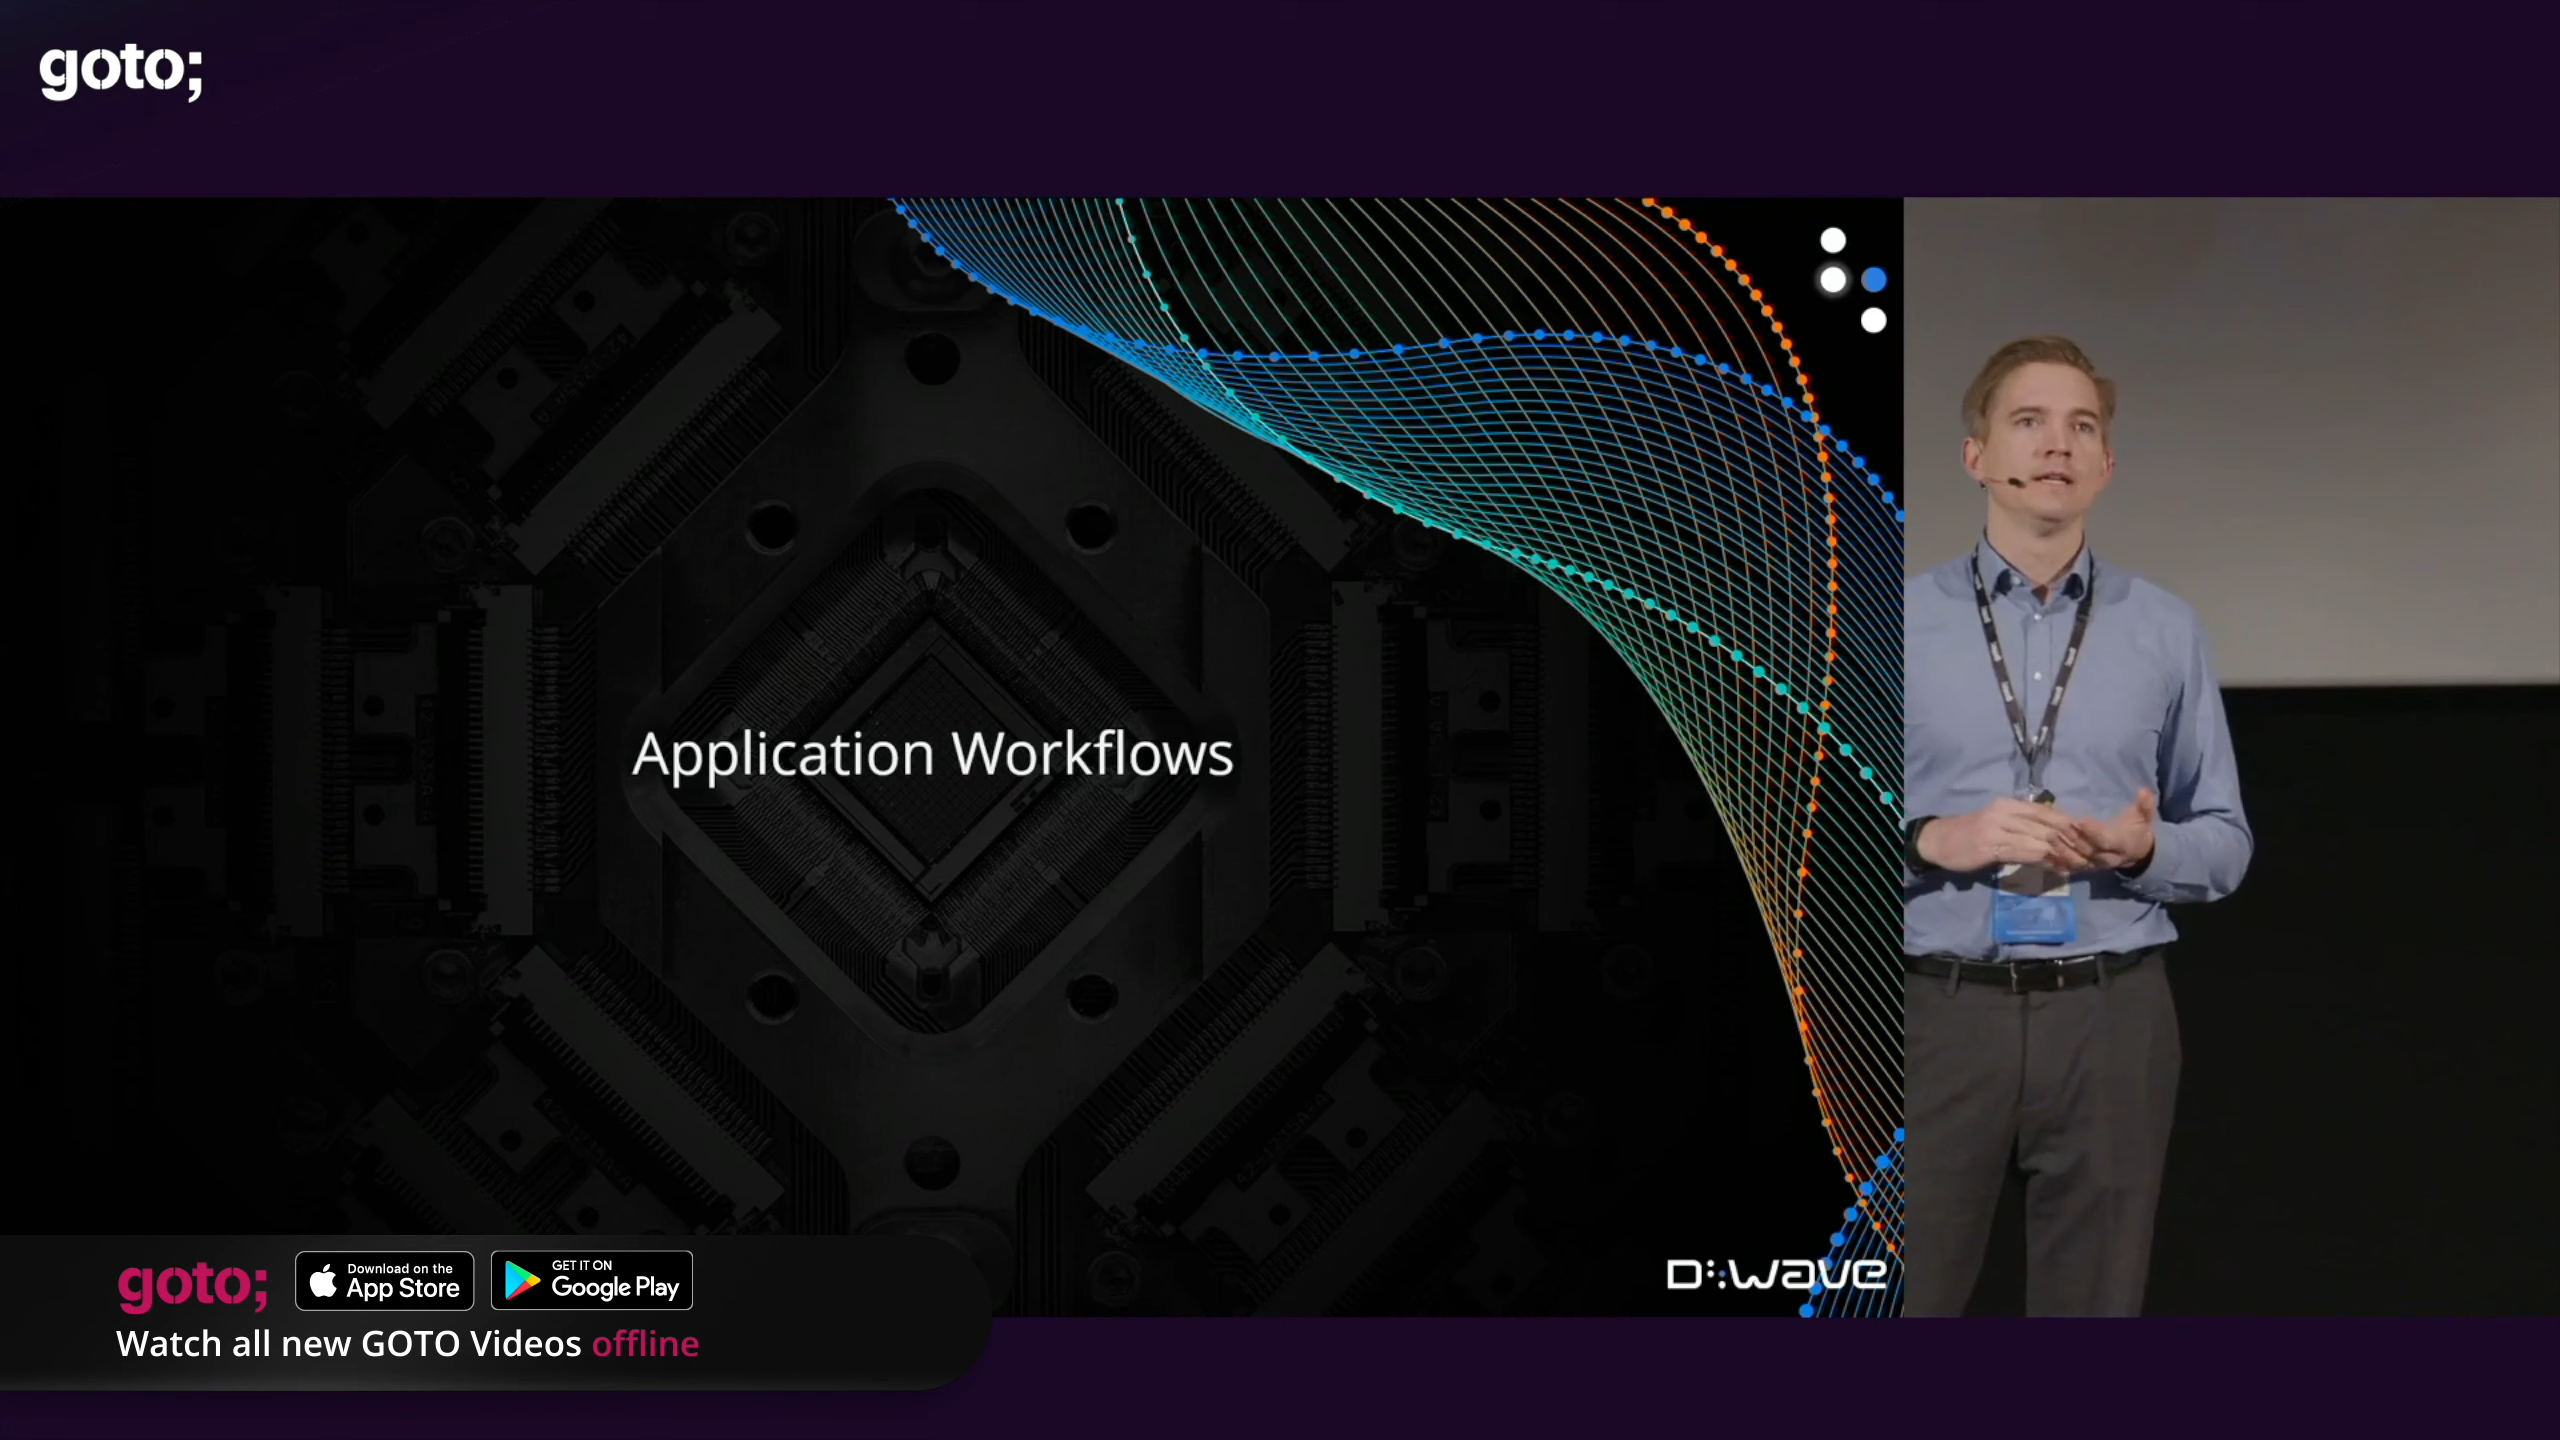 goto;
Application Workflows
D:wave
goto;
Download on the
App Store
GET IT ON
Google Play
Watch all new GOTO Videos offline